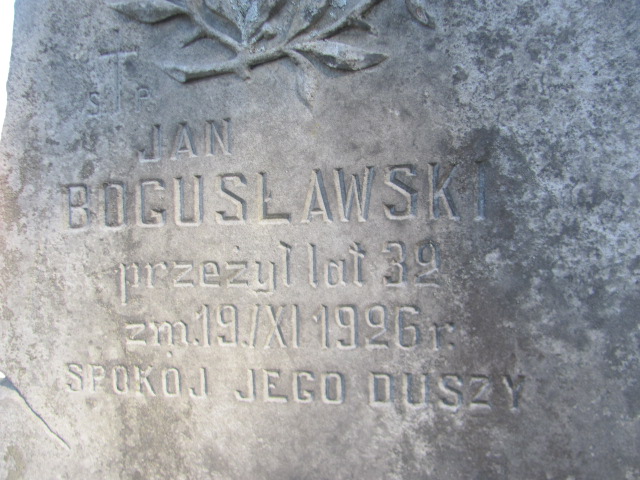 ś P
JAN
BOGUSŁAWSKI
przeżył lat 32
zm. 19./XI 1926 r.
SPOKÓJ JEGO DUSZY